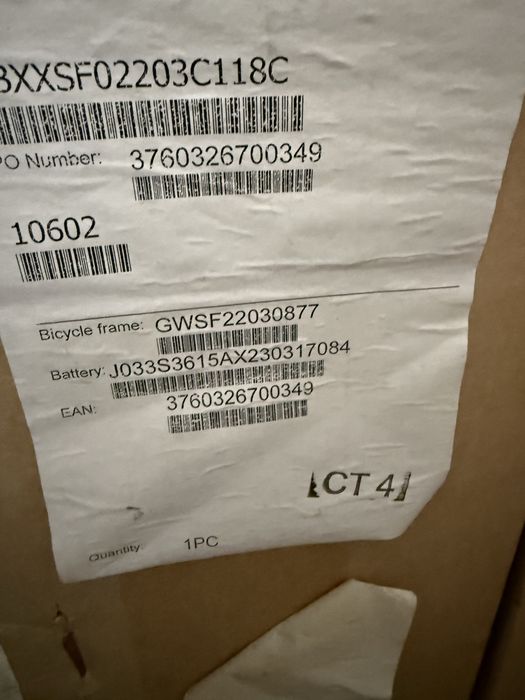 BXXSF02203C118C
PO Number: 3760326700349
10602
Bicycle frame: GWSF22030877
Battery: J033S3615AX230317084
EAN: 3760326700349
CT 4
Quantity 1PC